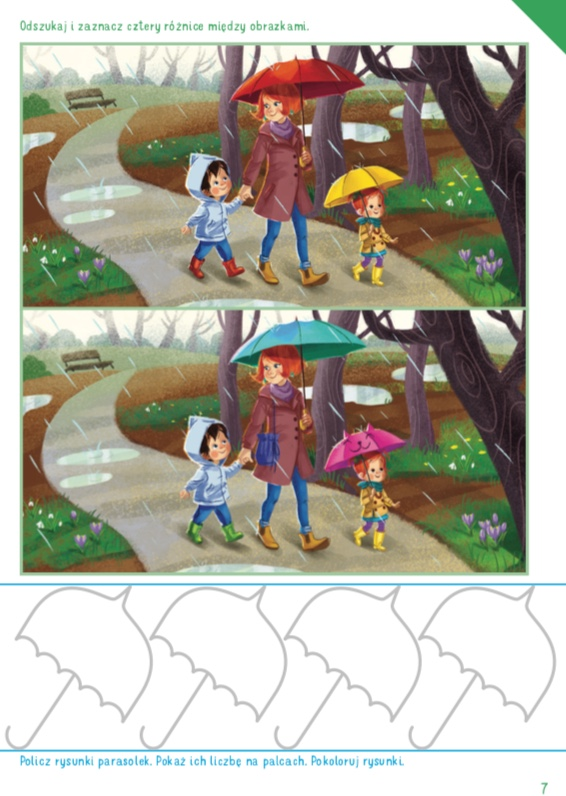 Odszukaj i zaznacz cztery różnice między obrazkami.
Policz rysunki parasolek. Pokaż ich liczbę na palcach. Pokoloruj rysunki.
7